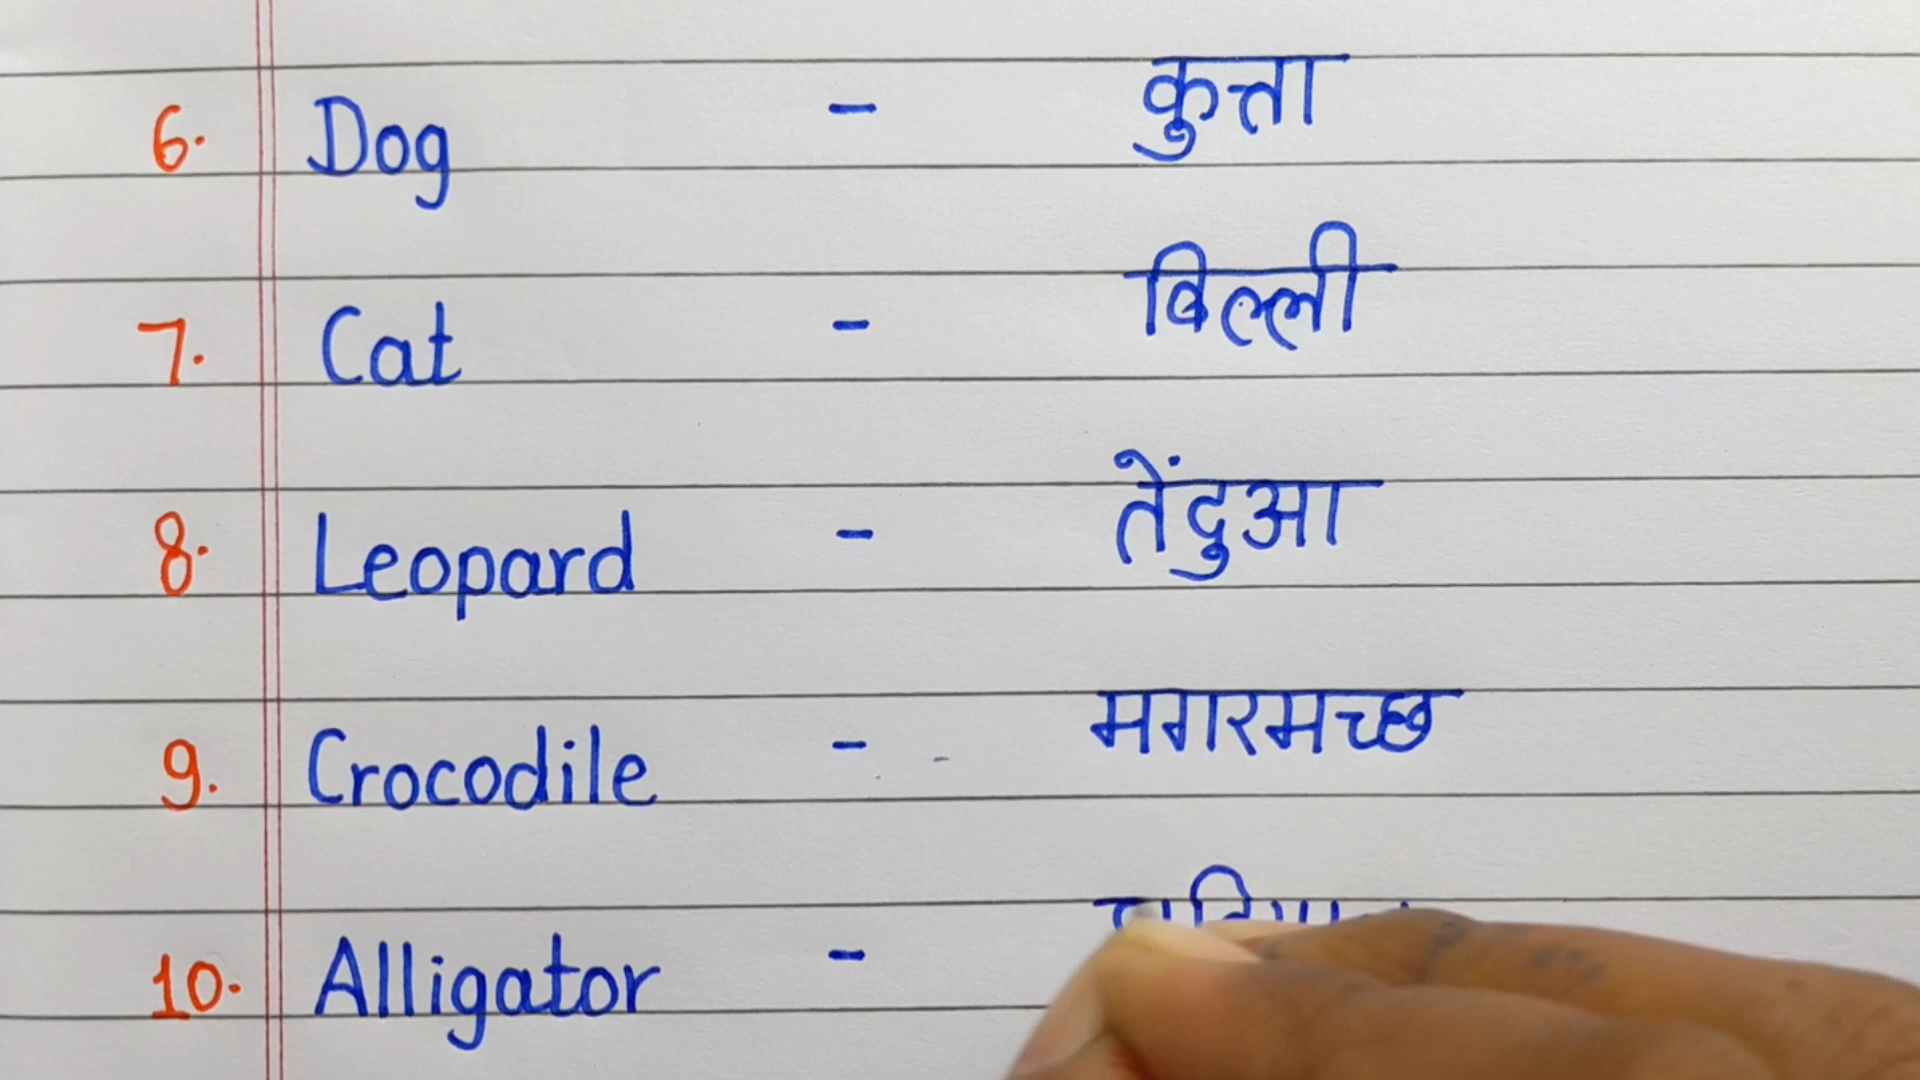 6. Dog - कुत्ता
7. Cat - बिल्ली
8. Leopard - तेंदुआ
9. Crocodile - मगरमच्छ
10. Alligator -